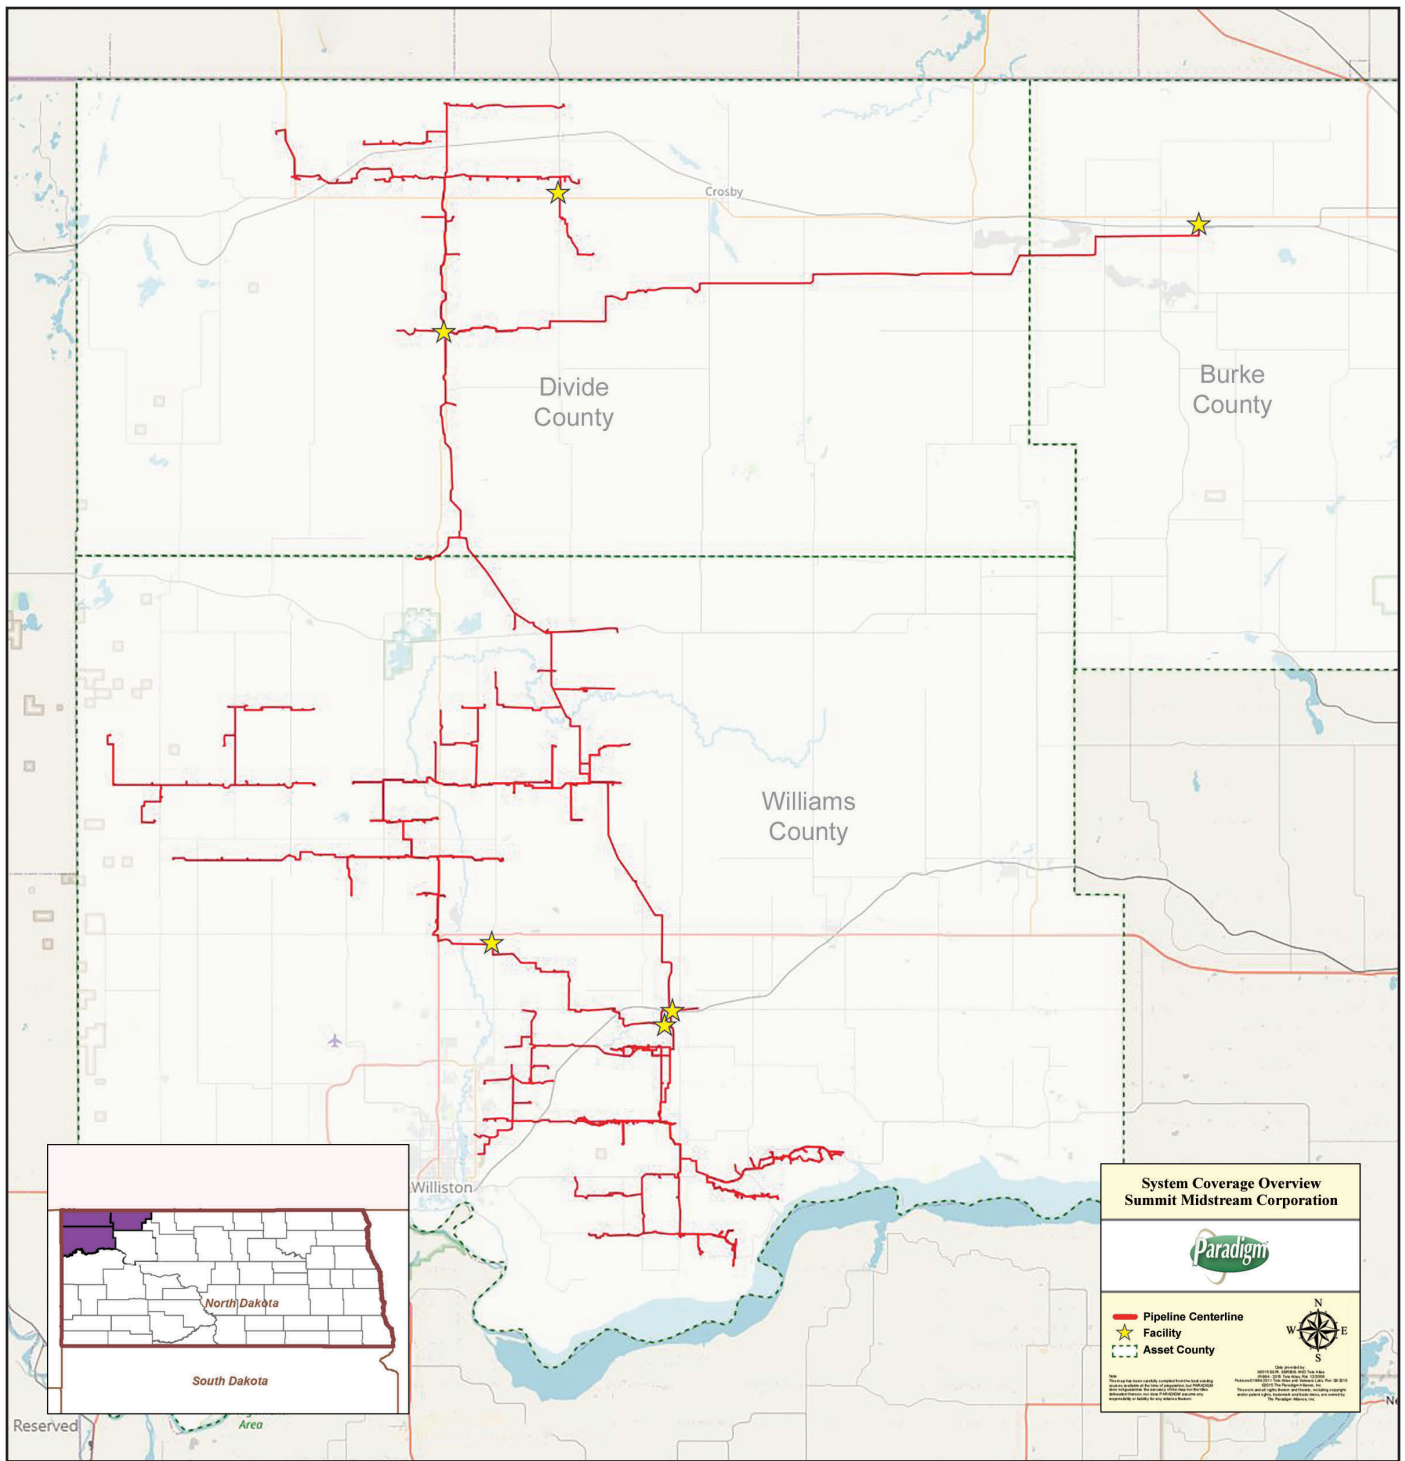 Crosby
Divide
County
Burke
County
Williams
County
Williston
North Dakota
South Dakota
Reserved
Area
System Coverage Overview
Summit Midstream Corporation
Paradigm
Pipeline Centerline
Facility
Asset County
N
W E
S
Ne